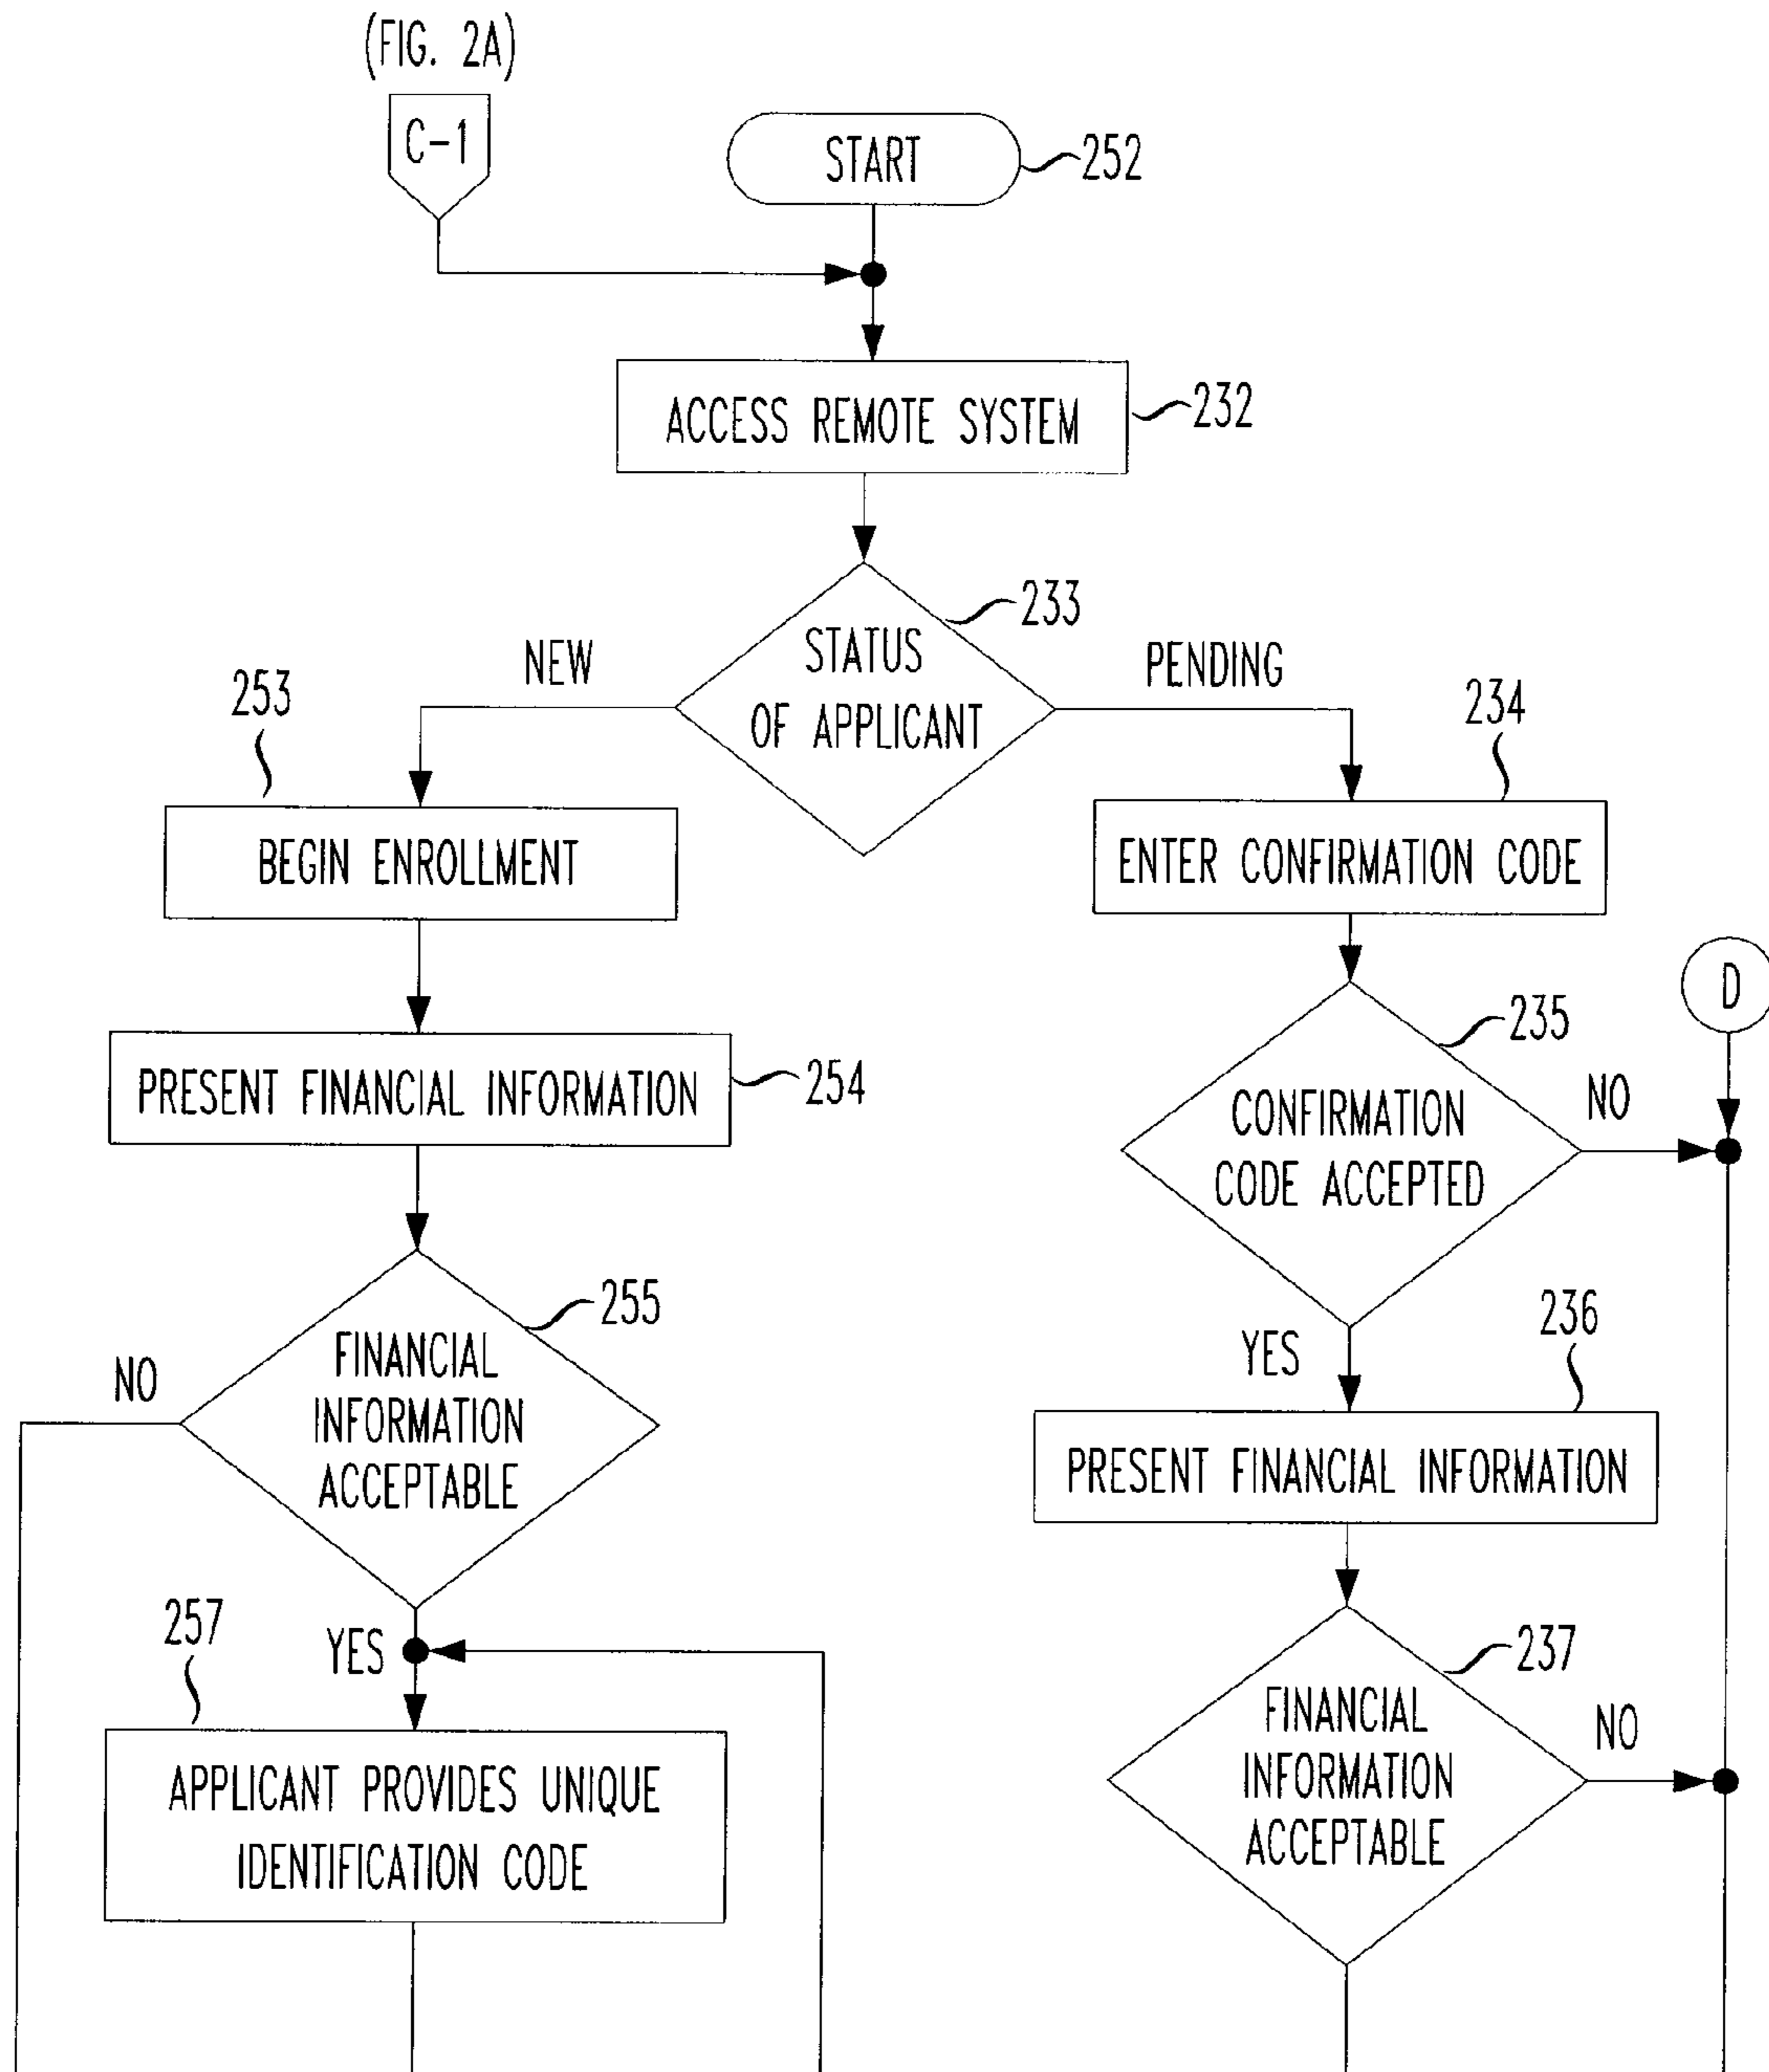 (FIG. 2A)
C-1
START
252
ACCESS REMOTE SYSTEM
232
STATUS
OF APPLICANT
233
NEW
PENDING
253
BEGIN ENROLLMENT
234
ENTER CONFIRMATION CODE
D
PRESENT FINANCIAL INFORMATION
254
235
CONFIRMATION
CODE ACCEPTED
NO
255
FINANCIAL
INFORMATION
ACCEPTABLE
NO
YES
236
PRESENT FINANCIAL INFORMATION
257
YES
APPLICANT PROVIDES UNIQUE
IDENTIFICATION CODE
237
FINANCIAL
INFORMATION
ACCEPTABLE
NO